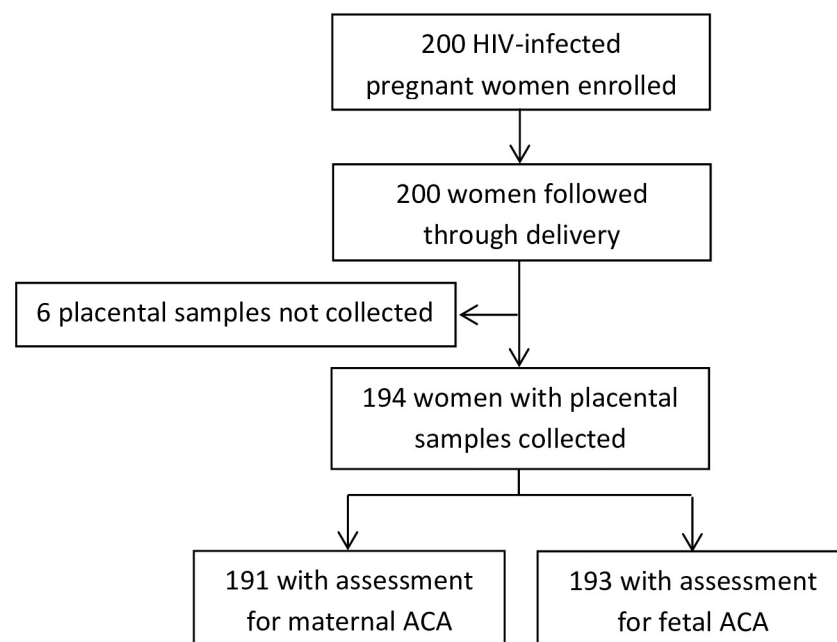 200 HIV-infected
pregnant women enrolled
200 women followed
through delivery
6 placental samples not collected
194 women with placental
samples collected
191 with assessment
for maternal ACA
193 with assessment
for fetal ACA